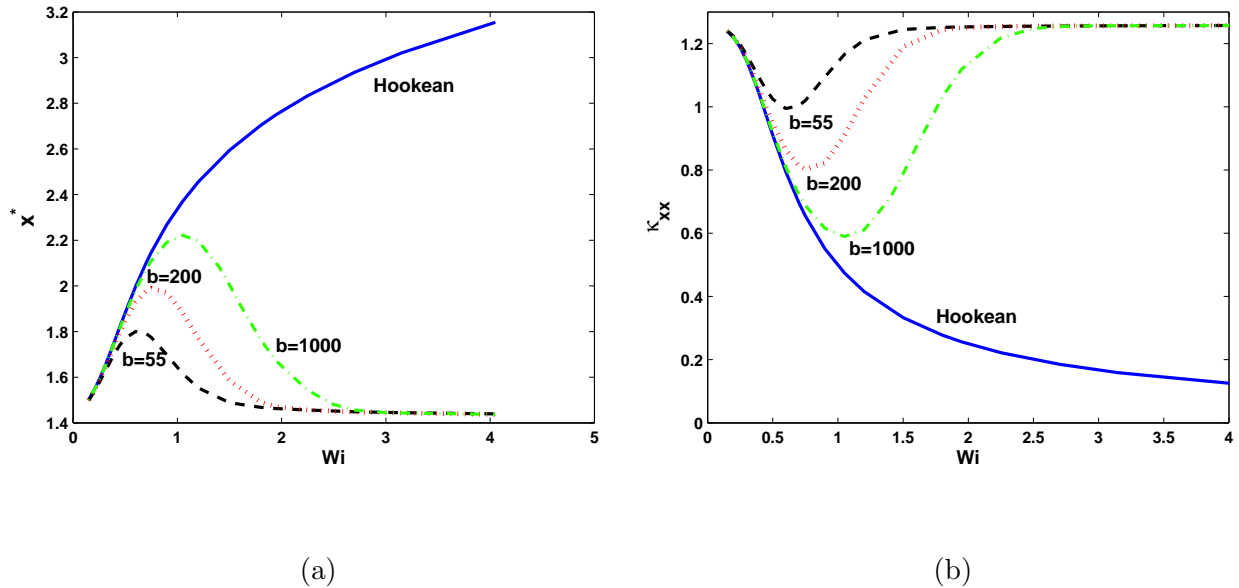 3.2
3
2.8
2.6
2.4
2.2
2
1.8
1.6
1.4
x*
Hookean
b=200
b=1000
b=55
0 1 2 3 4 5
Wi
(a)
1.2
1
0.8
0.6
0.4
0.2
0
κxx
b=55
b=200
b=1000
Hookean
0 0.5 1 1.5 2 2.5 3 3.5 4
Wi
(b)